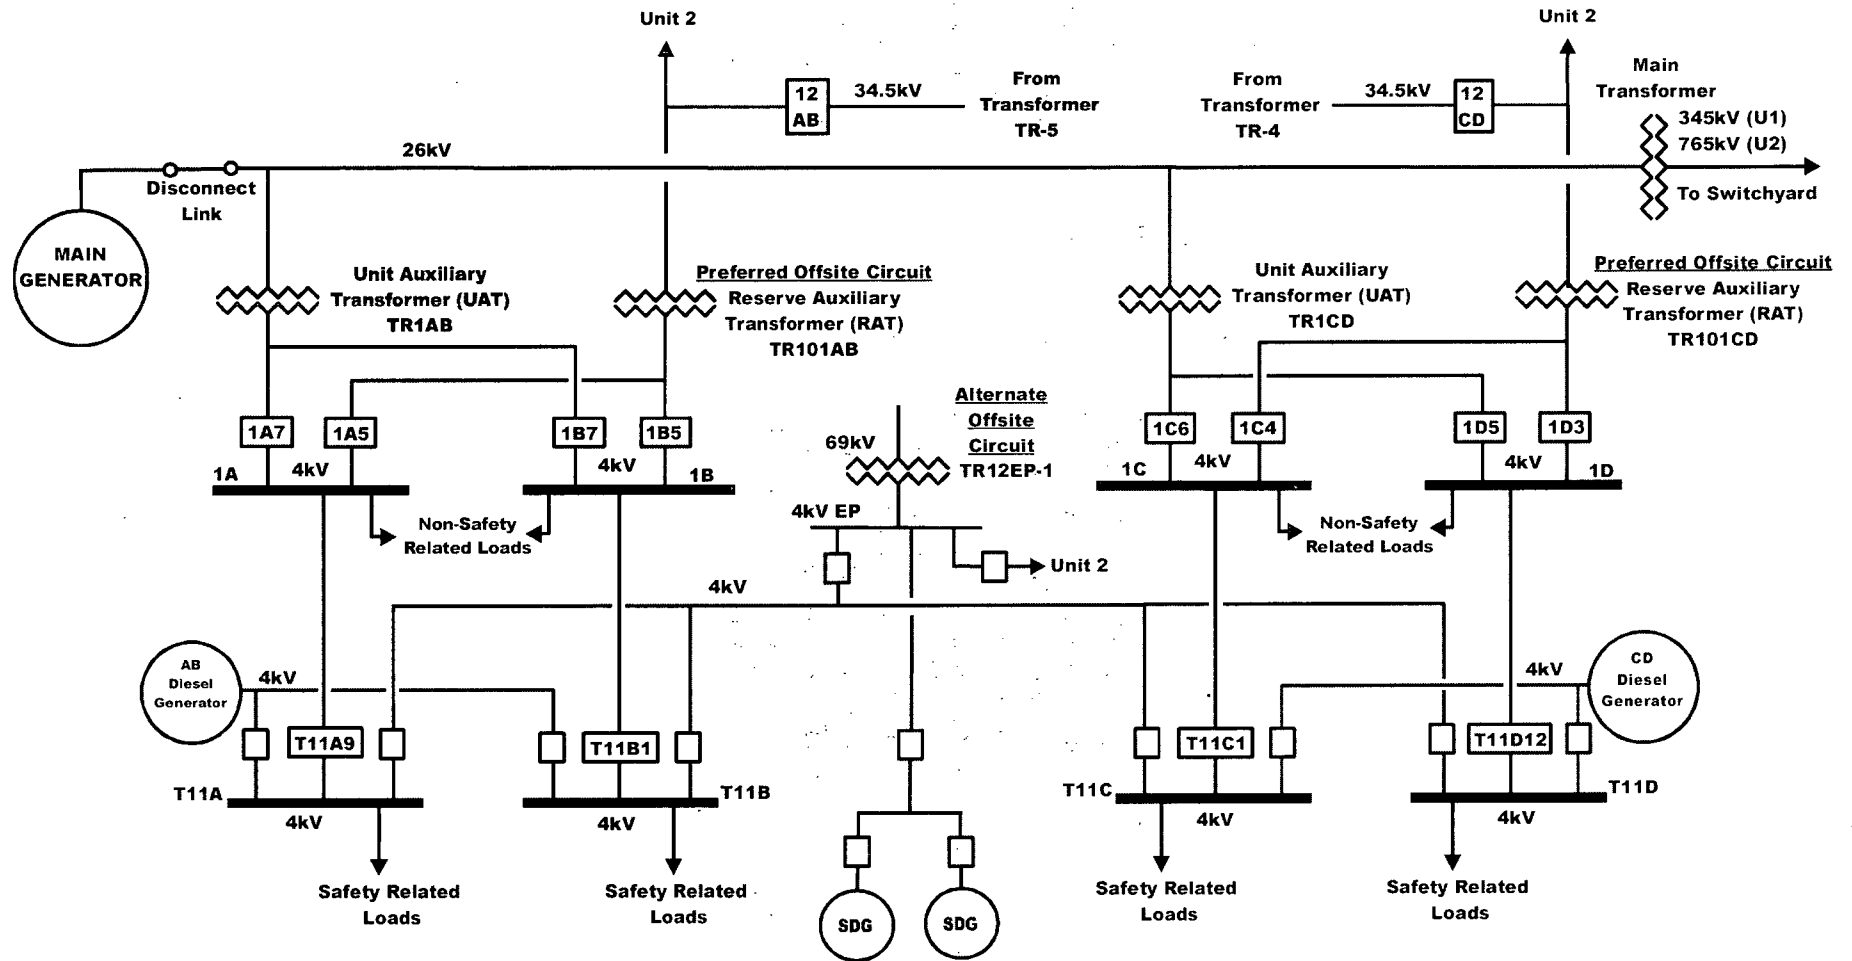 Unit 2
Unit 2
12
AB
34.5kV
From
Transformer
TR-5
From
Transformer
TR-4
34.5kV
12
CD
Main
Transformer
345kV (U1)
765kV (U2)
To Switchyard
26kV
Disconnect
Link
MAIN
GENERATOR
Unit Auxiliary
Transformer (UAT)
TR1AB
Preferred Offsite Circuit
Reserve Auxiliary
Transformer (RAT)
TR101AB
Unit Auxiliary
Transformer (UAT)
TR1CD
Preferred Offsite Circuit
Reserve Auxiliary
Transformer (RAT)
TR101CD
1A7
1A5
1B7
1B5
Alternate
Offsite
Circuit
TR12EP-1
69kV
1C6
1C4
1D5
1D3
1A
4kV
4kV
1B
1C
4kV
4kV
1D
Non-Safety
Related Loads
4kV EP
Unit 2
Non-Safety
Related Loads
4kV
AB
Diesel
Generator
4kV
4kV
CD
Diesel
Generator
T11A9
T11B1
T11C1
T11D12
T11A
4kV
4kV
T11B
T11C
4kV
4kV
T11D
Safety Related
Loads
Safety Related
Loads
SDG
SDG
Safety Related
Loads
Safety Related
Loads